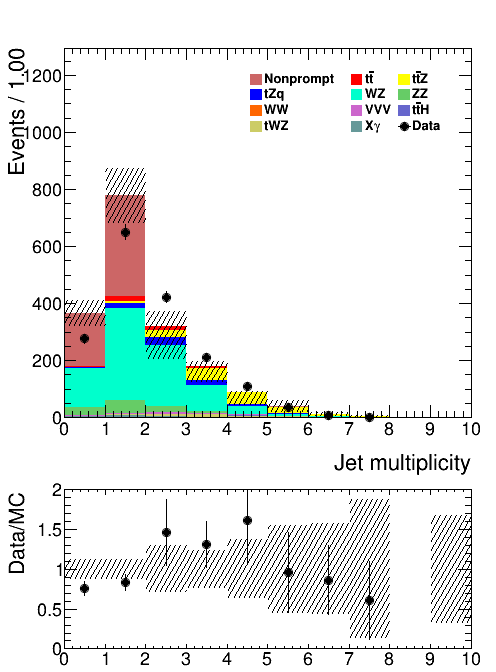 Events / 1.00
1200
1000
800
600
400
200
0
Nonprompt tt̄ tt̄Z
tZq WZ ZZ
WW VVV tt̄H
tWZ Xγ Data
0 1 2 3 4 5 6 7 8 9 10
Jet multiplicity
Data/MC
2
1.5
1
0.5
0
0 1 2 3 4 5 6 7 8 9 10